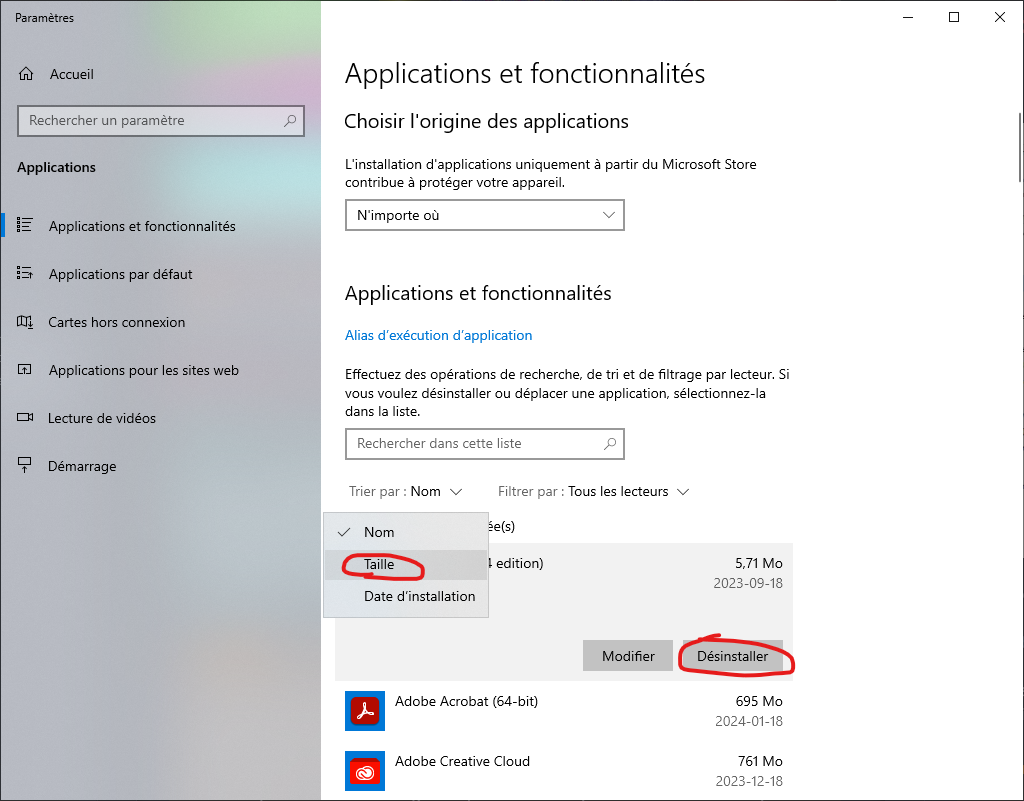 Paramètres
Accueil
Rechercher un paramètre
Applications
Applications et fonctionnalités
Applications par défaut
Cartes hors connexion
Applications pour les sites web
Lecture de vidéos
Démarrage
Applications et fonctionnalités
Choisir l'origine des applications
L'installation d'applications uniquement à partir du Microsoft Store
contribue à protéger votre appareil.
N'importe où
Applications et fonctionnalités
Alias d'exécution d'application
Effectuez des opérations de recherche, de tri et de filtrage par lecteur. Si
vous voulez désinstaller ou déplacer une application, sélectionnez-la
dans la liste.
Rechercher dans cette liste
Trier par : Nom Filtrer par : Tous les lecteurs
ée(s)
Nom
Taille
Date d'installation
4 edition) 5,71 Mo
2023-09-18
Modifier Désinstaller
Adobe Acrobat (64-bit) 695 Mo
2024-01-18
Adobe Creative Cloud 761 Mo
2023-12-18